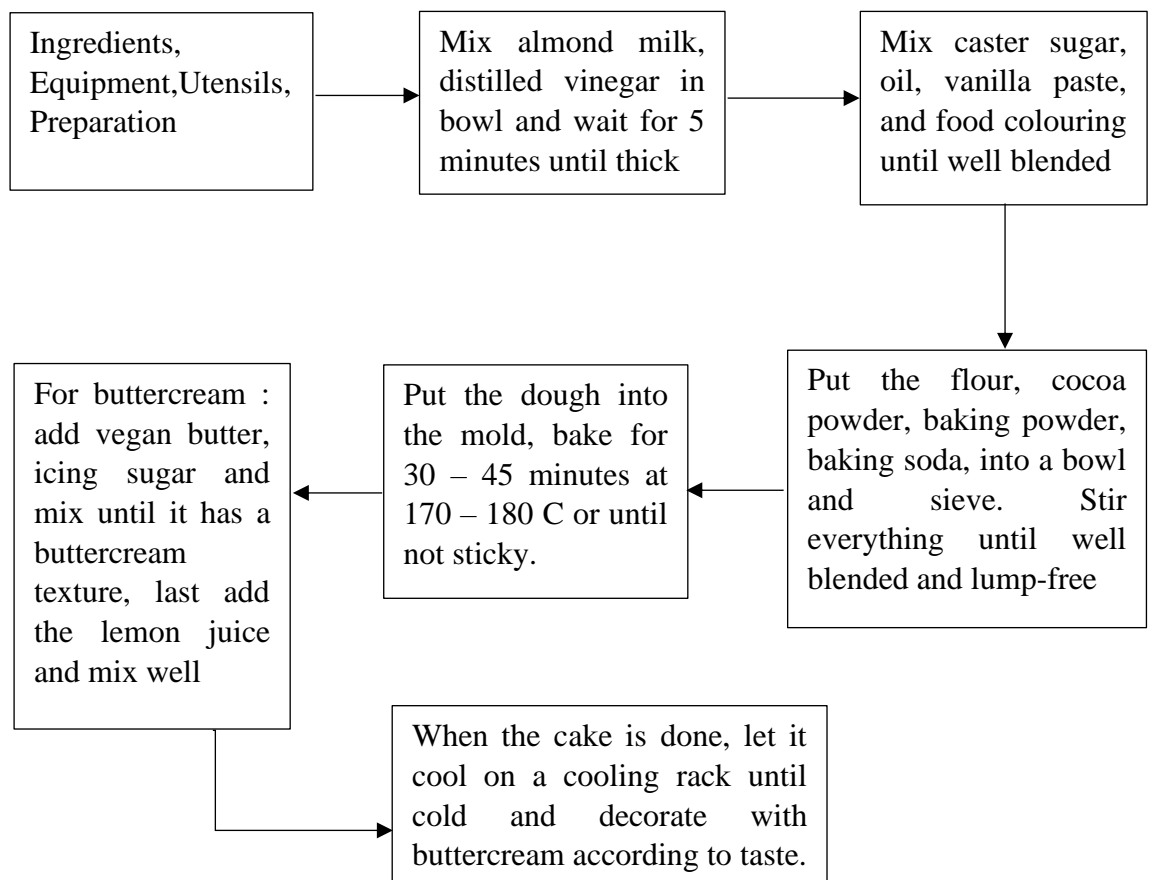 Ingredients,
Equipment,Utensils,
Preparation
Mix almond milk,
distilled vinegar in
bowl and wait for 5
minutes until thick
Mix caster sugar,
oil, vanilla paste,
and food colouring
until well blended
Put the flour, cocoa
powder, baking powder,
baking soda, into a bowl
and sieve. Stir
everything until well
blended and lump-free
Put the dough into
the mold, bake for
30 – 45 minutes at
170 – 180 C or until
not sticky.
For buttercream :
add vegan butter,
icing sugar and
mix until it has a
buttercream
texture, last add
the lemon juice
and mix well
When the cake is done, let it
cool on a cooling rack until
cold and decorate with
buttercream according to taste.